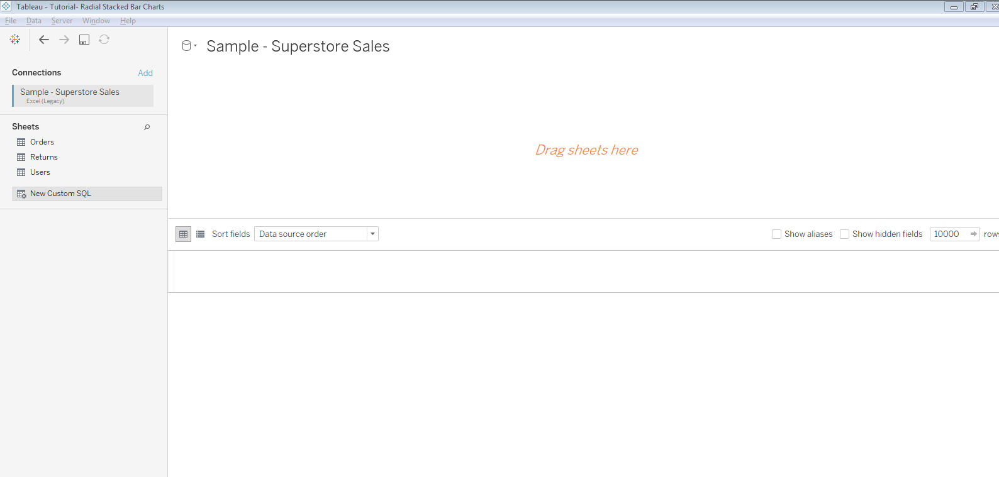 Tableau - Tutorial- Radial Stacked Bar Charts
File Data Server Window Help
Sample - Superstore Sales
Connections Add
Sample - Superstore Sales
Excel (Legacy)
Sheets
Orders
Returns
Users
New Custom SQL
Drag sheets here
Sort fields Data source order Show aliases Show hidden fields 10000 rows